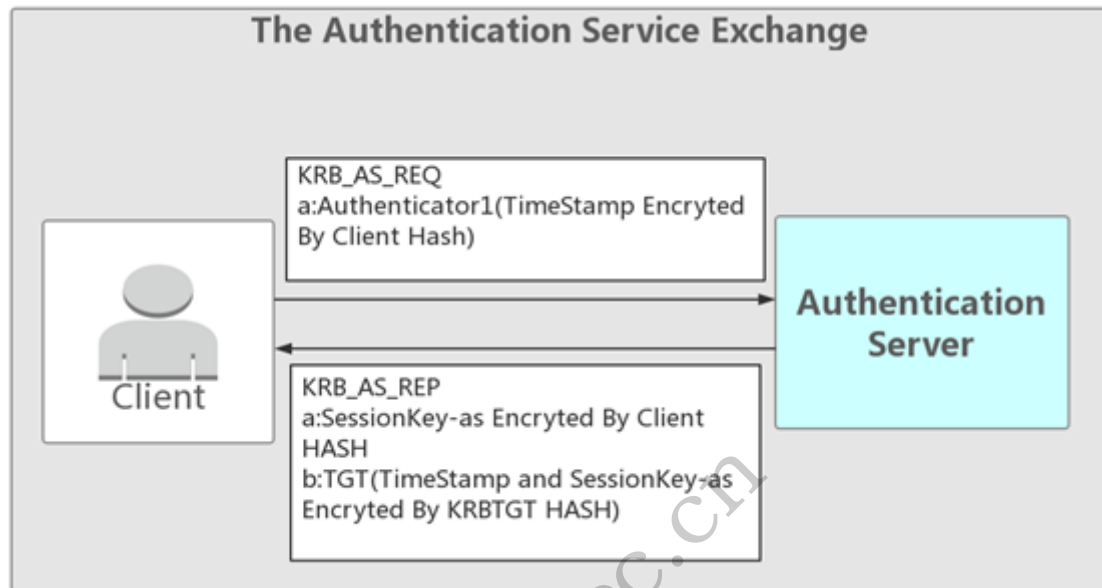 The Authentication Service Exchange
KRB_AS_REQ
a:Authenticator1(TimeStamp Encryted
By Client Hash)
Client
Authentication
Server
KRB_AS_REP
a:SessionKey-as Encryted By Client
HASH
b:TGT(TimeStamp and SessionKey-as
Encryted By KRBTGT HASH)